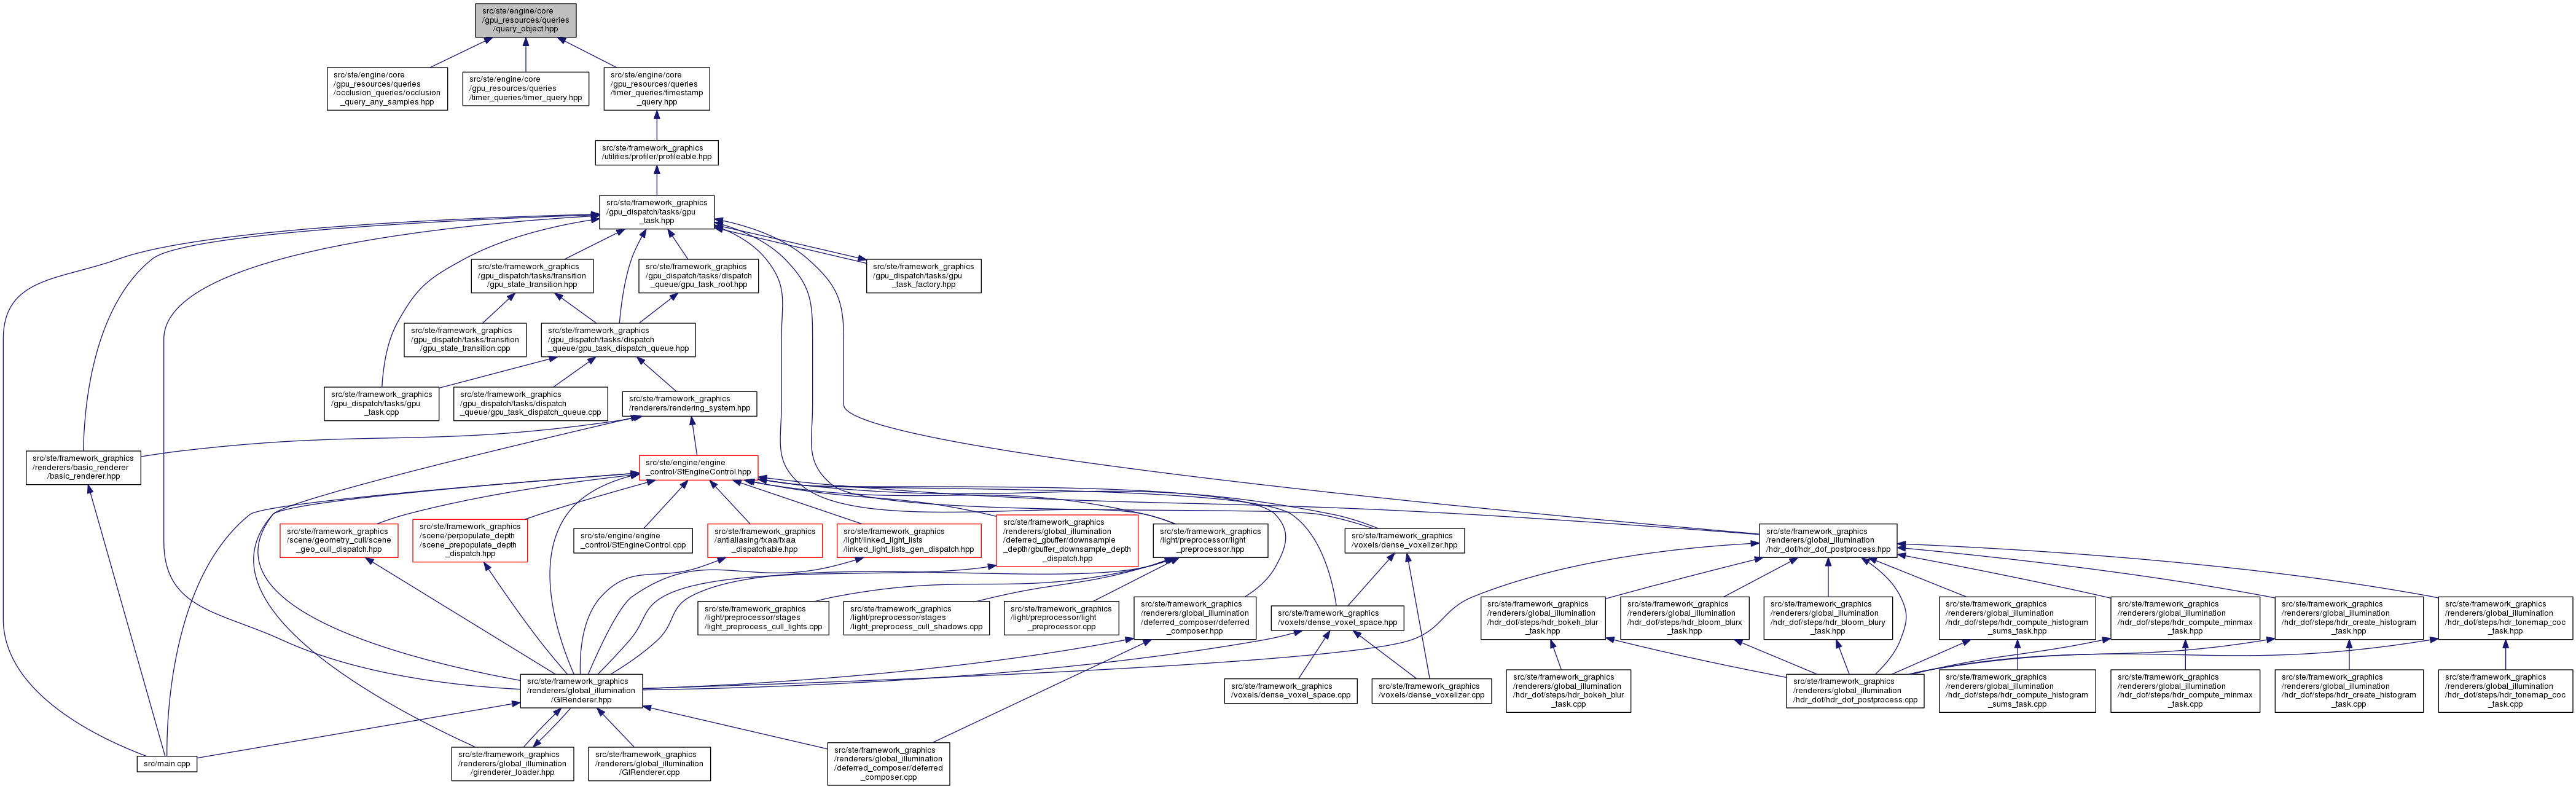 src/ste/engine/core
/gpu_resources/queries
/query_object.hpp
src/ste/engine/core
/gpu_resources/queries
/occlusion_queries/occlusion
_query_any_samples.hpp
src/ste/engine/core
/gpu_resources/queries
/timer_queries/timer_query.hpp
src/ste/engine/core
/gpu_resources/queries
/timer_queries/timestamp
_query.hpp
src/ste/framework_graphics
/utilities/profiler/profileable.hpp
src/ste/framework_graphics
/gpu_dispatch/tasks/gpu
_task.hpp
src/ste/framework_graphics
/gpu_dispatch/tasks/transition
/gpu_state_transition.hpp
src/ste/framework_graphics
/gpu_dispatch/tasks/dispatch
_queue/gpu_task_root.hpp
src/ste/framework_graphics
/gpu_dispatch/tasks/gpu
_task_factory.hpp
src/ste/framework_graphics
/gpu_dispatch/tasks/transition
/gpu_state_transition.cpp
src/ste/framework_graphics
/gpu_dispatch/tasks/dispatch
_queue/gpu_task_dispatch_queue.hpp
src/ste/framework_graphics
/gpu_dispatch/tasks/gpu
_task.cpp
src/ste/framework_graphics
/gpu_dispatch/tasks/dispatch
_queue/gpu_task_dispatch_queue.cpp
src/ste/framework_graphics
/renderers/rendering_system.hpp
src/ste/framework_graphics
/renderers/basic_renderer
/basic_renderer.hpp
src/ste/engine/engine
_control/StEngineControl.hpp
src/ste/framework_graphics
/scene/geometry_cull/scene
_geo_cull_dispatch.hpp
src/ste/framework_graphics
/scene/perpopulate_depth
/scene_prepopulate_depth
_dispatch.hpp
src/ste/engine/engine
_control/StEngineControl.cpp
src/ste/framework_graphics
/antialiasing/fxaa/fxaa
_dispatchable.hpp
src/ste/framework_graphics
/light/linked_light_lists
/linked_light_lists_gen_dispatch.hpp
src/ste/framework_graphics
/renderers/global_illumination
/deferred_gbuffer/downsample
_depth/gbuffer_downsample_depth
_dispatch.hpp
src/ste/framework_graphics
/light/preprocessor/light
_preprocessor.hpp
src/ste/framework_graphics
/voxels/dense_voxelizer.hpp
src/ste/framework_graphics
/renderers/global_illumination
/hdr_dof/hdr_dof_postprocess.hpp
src/ste/framework_graphics
/light/preprocessor/stages
/light_preprocess_cull_lights.cpp
src/ste/framework_graphics
/light/preprocessor/stages
/light_preprocess_cull_shadows.cpp
src/ste/framework_graphics
/light/preprocessor/light
_preprocessor.cpp
src/ste/framework_graphics
/renderers/global_illumination
/deferred_composer/deferred
_composer.hpp
src/ste/framework_graphics
/voxels/dense_voxel_space.hpp
src/ste/framework_graphics
/renderers/global_illumination
/hdr_dof/steps/hdr_bokeh_blur
_task.hpp
src/ste/framework_graphics
/renderers/global_illumination
/hdr_dof/steps/hdr_bloom_blurx
_task.hpp
src/ste/framework_graphics
/renderers/global_illumination
/hdr_dof/steps/hdr_bloom_blury
_task.hpp
src/ste/framework_graphics
/renderers/global_illumination
/hdr_dof/steps/hdr_compute_histogram
_sums_task.hpp
src/ste/framework_graphics
/renderers/global_illumination
/hdr_dof/steps/hdr_compute_minmax
_task.hpp
src/ste/framework_graphics
/renderers/global_illumination
/hdr_dof/steps/hdr_create_histogram
_task.hpp
src/ste/framework_graphics
/renderers/global_illumination
/hdr_dof/steps/hdr_tonemap_coc
_task.hpp
src/ste/framework_graphics
/renderers/global_illumination
/GIRenderer.hpp
src/ste/framework_graphics
/voxels/dense_voxel_space.cpp
src/ste/framework_graphics
/voxels/dense_voxelizer.cpp
src/ste/framework_graphics
/renderers/global_illumination
/hdr_dof/steps/hdr_bokeh_blur
_task.cpp
src/ste/framework_graphics
/renderers/global_illumination
/hdr_dof/hdr_dof_postprocess.cpp
src/ste/framework_graphics
/renderers/global_illumination
/hdr_dof/steps/hdr_compute_histogram
_sums_task.cpp
src/ste/framework_graphics
/renderers/global_illumination
/hdr_dof/steps/hdr_compute_minmax
_task.cpp
src/ste/framework_graphics
/renderers/global_illumination
/hdr_dof/steps/hdr_create_histogram
_task.cpp
src/ste/framework_graphics
/renderers/global_illumination
/hdr_dof/steps/hdr_tonemap_coc
_task.cpp
src/main.cpp
src/ste/framework_graphics
/renderers/global_illumination
/girenderer_loader.hpp
src/ste/framework_graphics
/renderers/global_illumination
/GIRenderer.cpp
src/ste/framework_graphics
/renderers/global_illumination
/deferred_composer/deferred
_composer.cpp